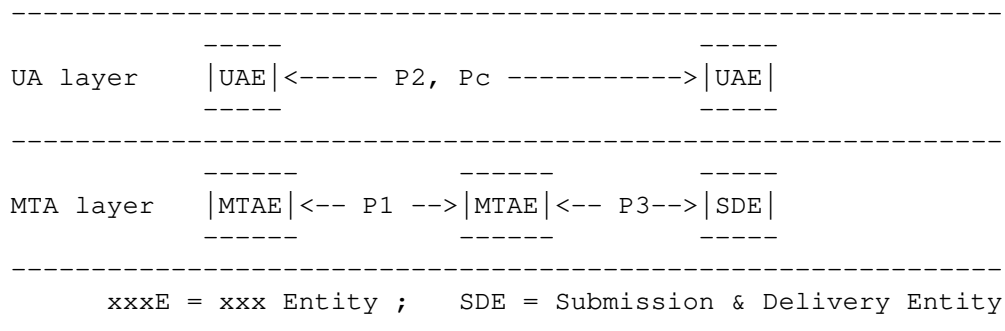 --------------------------------------------------------------
            -----                          -----
UA layer    |UAE|<----- P2, Pc ----------->|UAE|
            -----                          -----
--------------------------------------------------------------
            ------          ------         -----
MTA layer   |MTAE|<-- P1 -->|MTAE|<-- P3-->|SDE|
            ------          ------         -----
--------------------------------------------------------------
      xxxE = xxx Entity ;   SDE = Submission & Delivery Entity